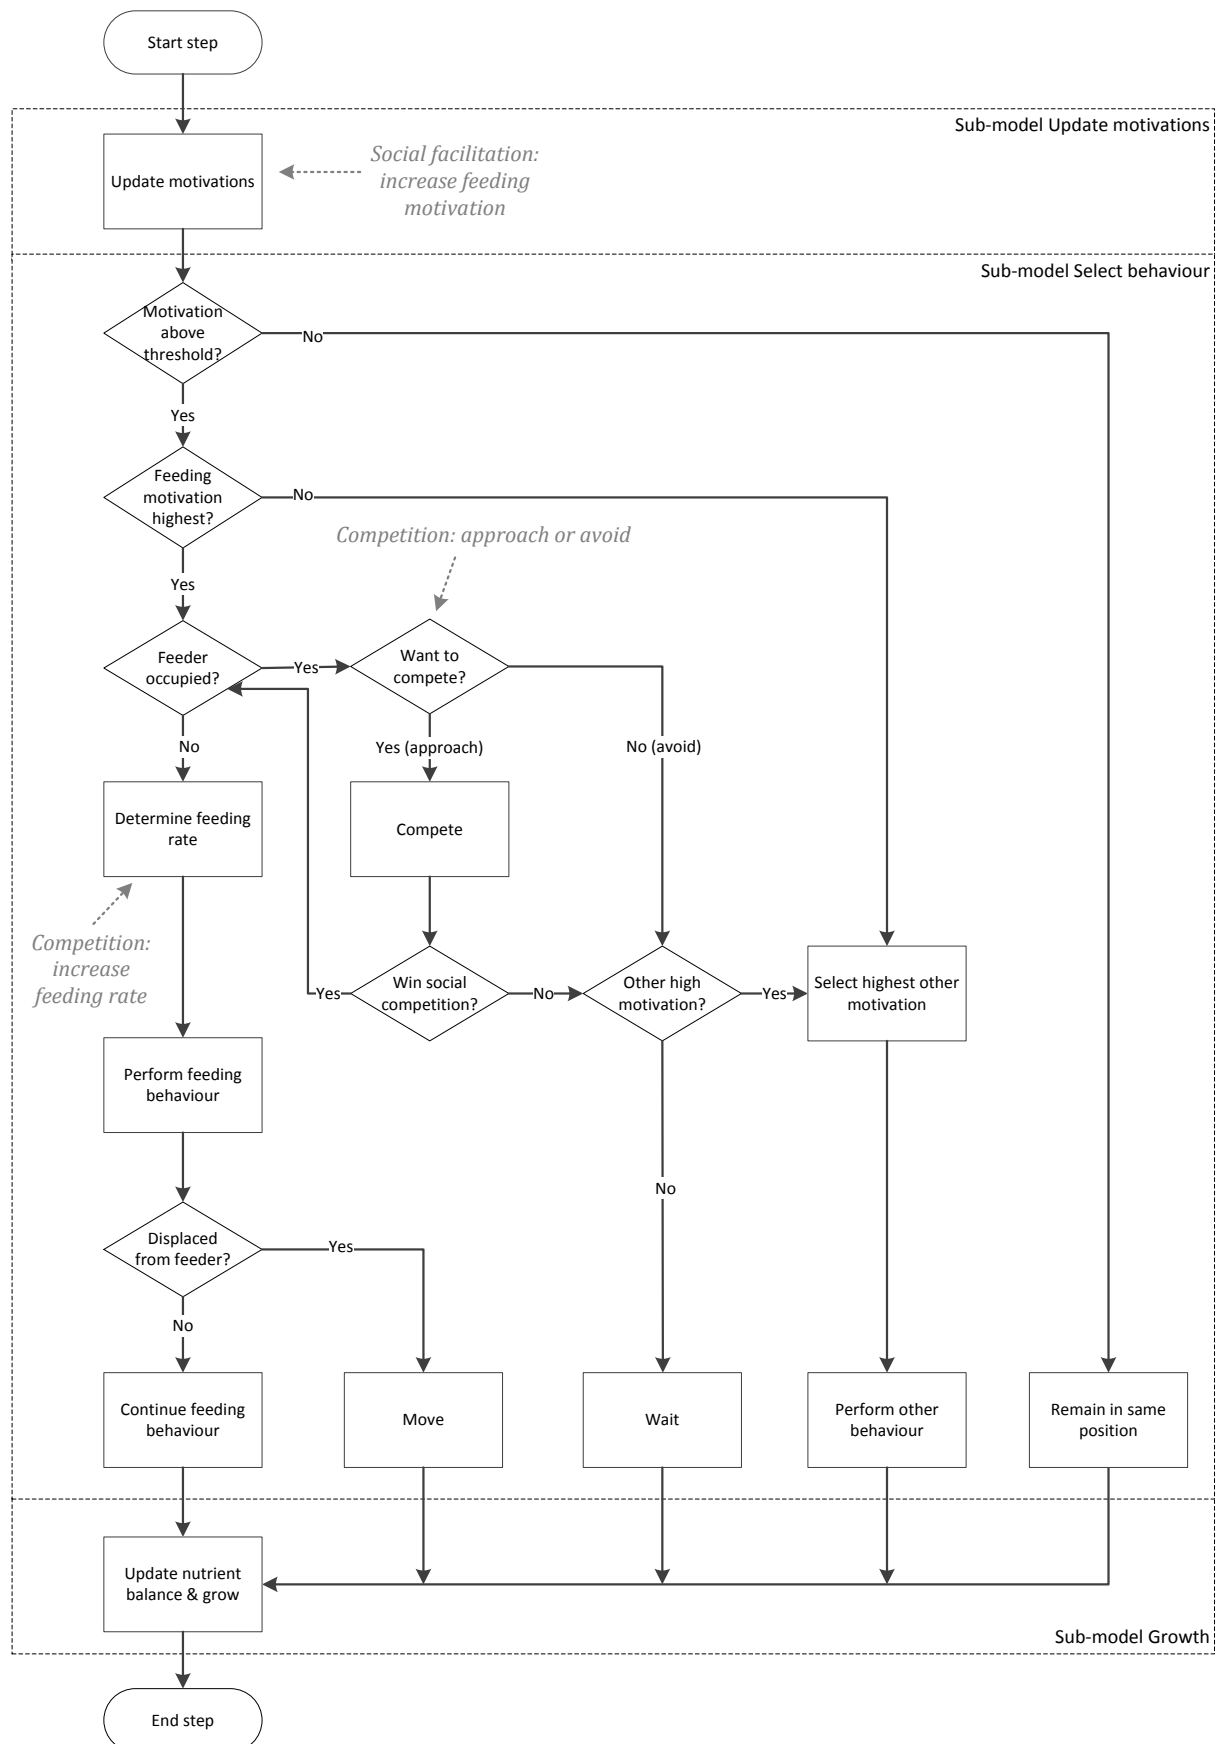 Start step
Sub-model Update motivations
Update motivations
Social facilitation:
increase feeding
motivation
Sub-model Select behaviour
Motivation
above
threshold?
No
Yes
Feeding
motivation
highest?
No
Competition: approach or avoid
Yes
Feeder
occupied?
Yes
Want to
compete?
No
Yes (approach)
No (avoid)
Determine feeding
rate
Compete
Competition:
increase
feeding rate
Yes
Win social
competition?
No
Other high
motivation?
Yes
Select highest other
motivation
Perform feeding
behaviour
No
Displaced
from feeder?
Yes
No
Continue feeding
behaviour
Move
Wait
Perform other
behaviour
Remain in same
position
Update nutrient
balance & grow
Sub-model Growth
End step